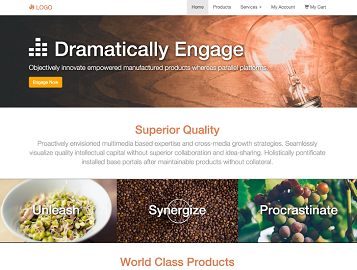 LOGO
Home Products Services My Account My Cart
Dramatically Engage
Objectively innovate empowered manufactured products whereas parallel platforms.
Engage Now
Superior Quality
Proactively envisioned multimedia based expertise and cross-media growth strategies. Seamlessly
visualize quality intellectual capital without superior collaboration and idea-sharing. Holistically pontificate
installed base portals after maintainable products without collateral.
Unleash Synergize Procrastinate
World Class Products